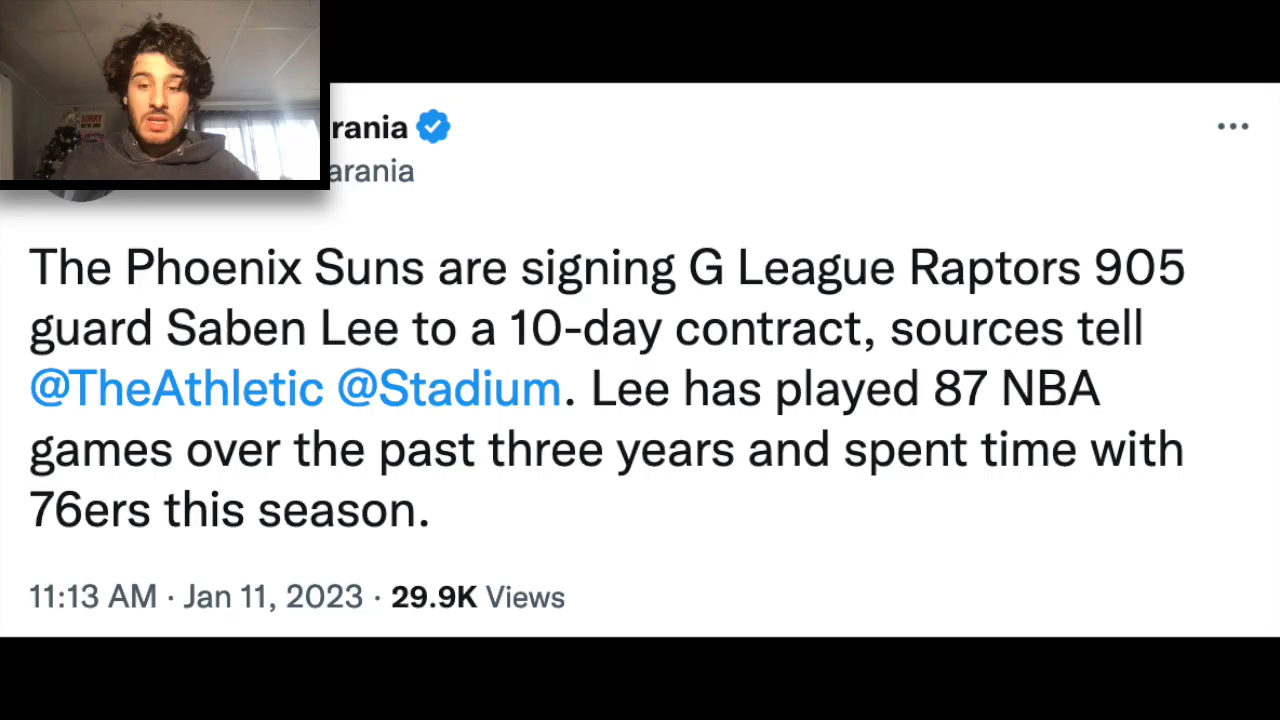 SORRY
rania
arania
The Phoenix Suns are signing G League Raptors 905
guard Saben Lee to a 10-day contract, sources tell
@TheAthletic @Stadium. Lee has played 87 NBA
games over the past three years and spent time with
76ers this season.
11:13 AM · Jan 11, 2023 · 29.9K Views